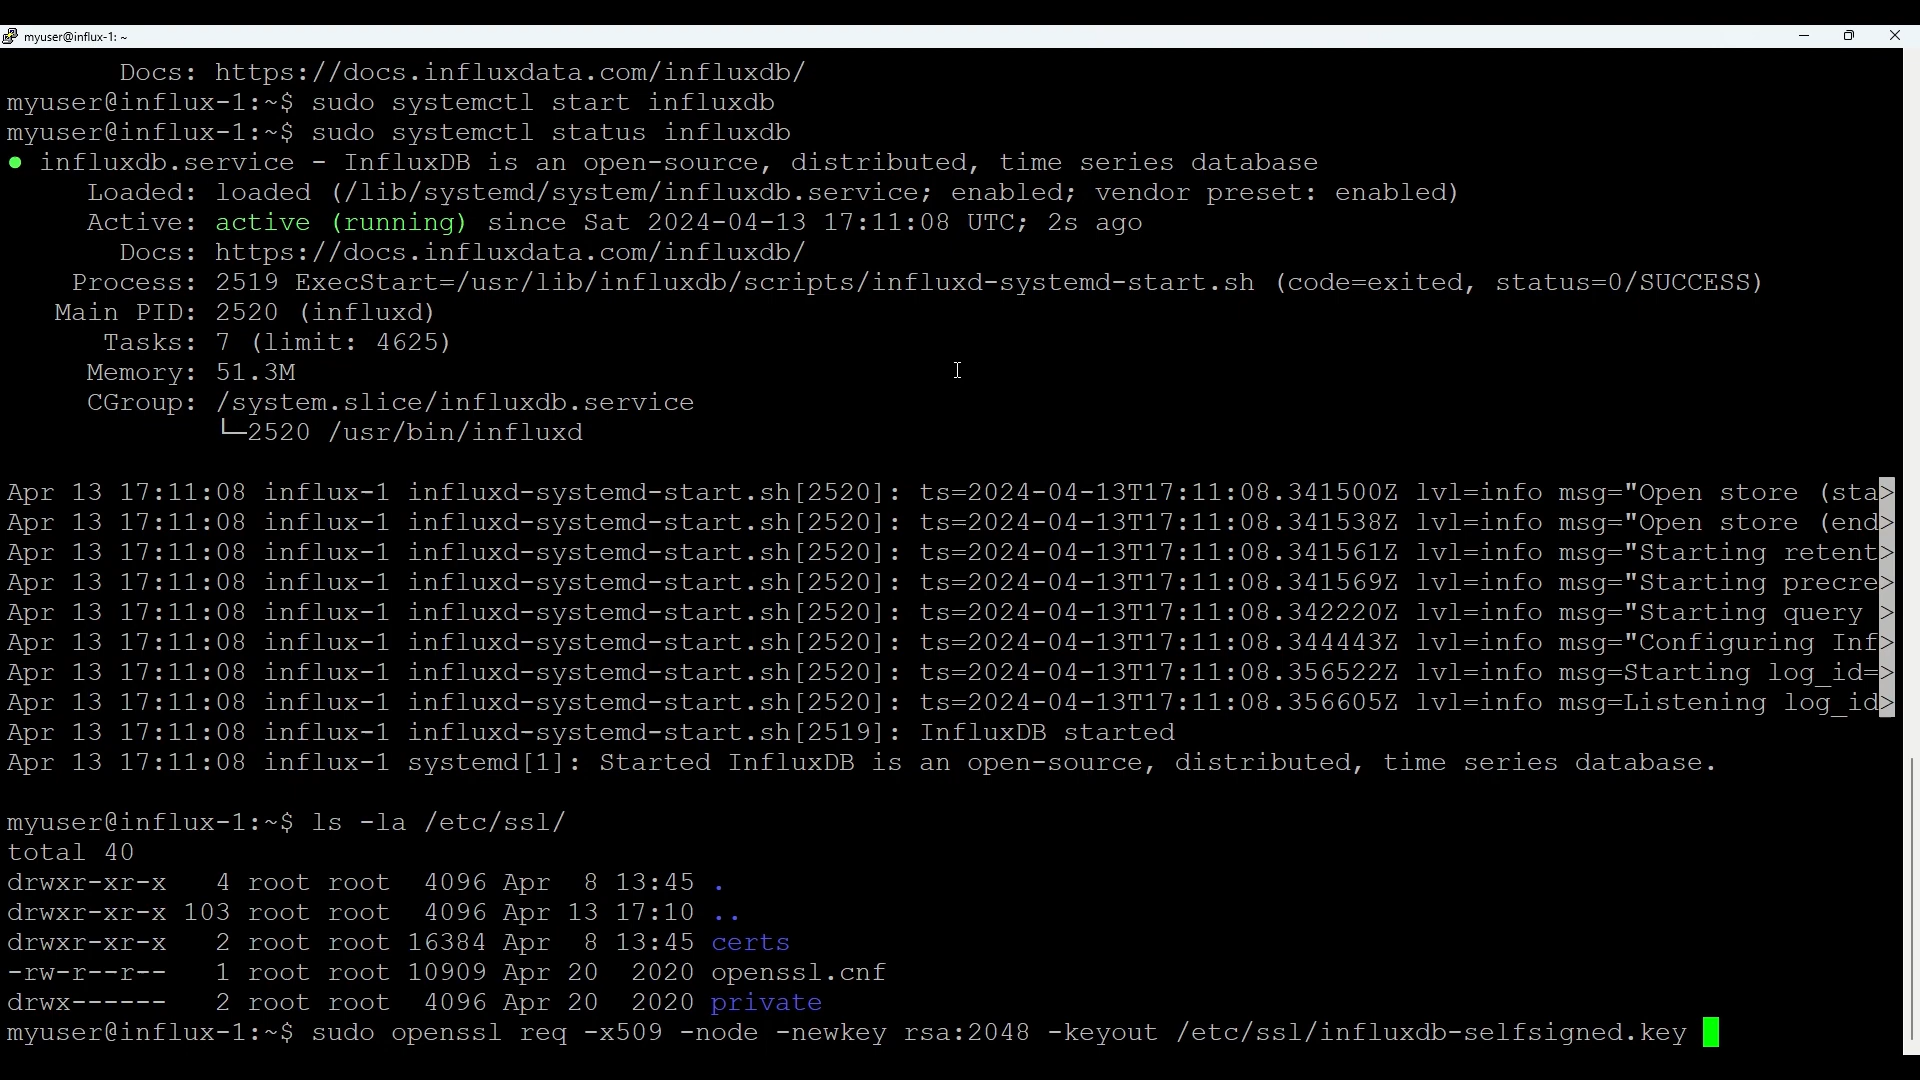 myuser@influx-1: ~
Docs: https://docs.influxdata.com/influxdb/
myuser@influx-1:~$ sudo systemctl start influxdb
myuser@influx-1:~$ sudo systemctl status influxdb
● influxdb.service - InfluxDB is an open-source, distributed, time series database
Loaded: loaded (/lib/systemd/system/influxdb.service; enabled; vendor preset: enabled)
Active: active (running) since Sat 2024-04-13 17:11:08 UTC; 2s ago
Docs: https://docs.influxdata.com/influxdb/
Process: 2519 ExecStart=/usr/lib/influxdb/scripts/influxd-systemd-start.sh (code=exited, status=0/SUCCESS)
Main PID: 2520 (influxd)
Tasks: 7 (limit: 4625)
Memory: 51.3M
CGroup: /system.slice/influxdb.service
└─2520 /usr/bin/influxd
Apr 13 17:11:08 influx-1 influxd-systemd-start.sh[2520]: ts=2024-04-13T17:11:08.341500Z lvl=info msg="Open store (sta>
Apr 13 17:11:08 influx-1 influxd-systemd-start.sh[2520]: ts=2024-04-13T17:11:08.341538Z lvl=info msg="Open store (end>
Apr 13 17:11:08 influx-1 influxd-systemd-start.sh[2520]: ts=2024-04-13T17:11:08.341561Z lvl=info msg="Starting retent>
Apr 13 17:11:08 influx-1 influxd-systemd-start.sh[2520]: ts=2024-04-13T17:11:08.341569Z lvl=info msg="Starting precre>
Apr 13 17:11:08 influx-1 influxd-systemd-start.sh[2520]: ts=2024-04-13T17:11:08.342220Z lvl=info msg="Starting query >
Apr 13 17:11:08 influx-1 influxd-systemd-start.sh[2520]: ts=2024-04-13T17:11:08.344443Z lvl=info msg="Configuring Inf>
Apr 13 17:11:08 influx-1 influxd-systemd-start.sh[2520]: ts=2024-04-13T17:11:08.356522Z lvl=info msg=Starting log_id=>
Apr 13 17:11:08 influx-1 influxd-systemd-start.sh[2520]: ts=2024-04-13T17:11:08.356605Z lvl=info msg=Listening log_id>
Apr 13 17:11:08 influx-1 influxd-systemd-start.sh[2519]: InfluxDB started
Apr 13 17:11:08 influx-1 systemd[1]: Started InfluxDB is an open-source, distributed, time series database.
myuser@influx-1:~$ ls -la /etc/ssl/
total 40
drwxr-xr-x   4 root root  4096 Apr  8 13:45 .
drwxr-xr-x 103 root root  4096 Apr 13 17:10 ..
drwxr-xr-x   2 root root 16384 Apr  8 13:45 certs
-rw-r--r--   1 root root 10909 Apr 20  2020 openssl.cnf
drwx------   2 root root  4096 Apr 20  2020 private
myuser@influx-1:~$ sudo openssl req -x509 -node -newkey rsa:2048 -keyout /etc/ssl/influxdb-selfsigned.key